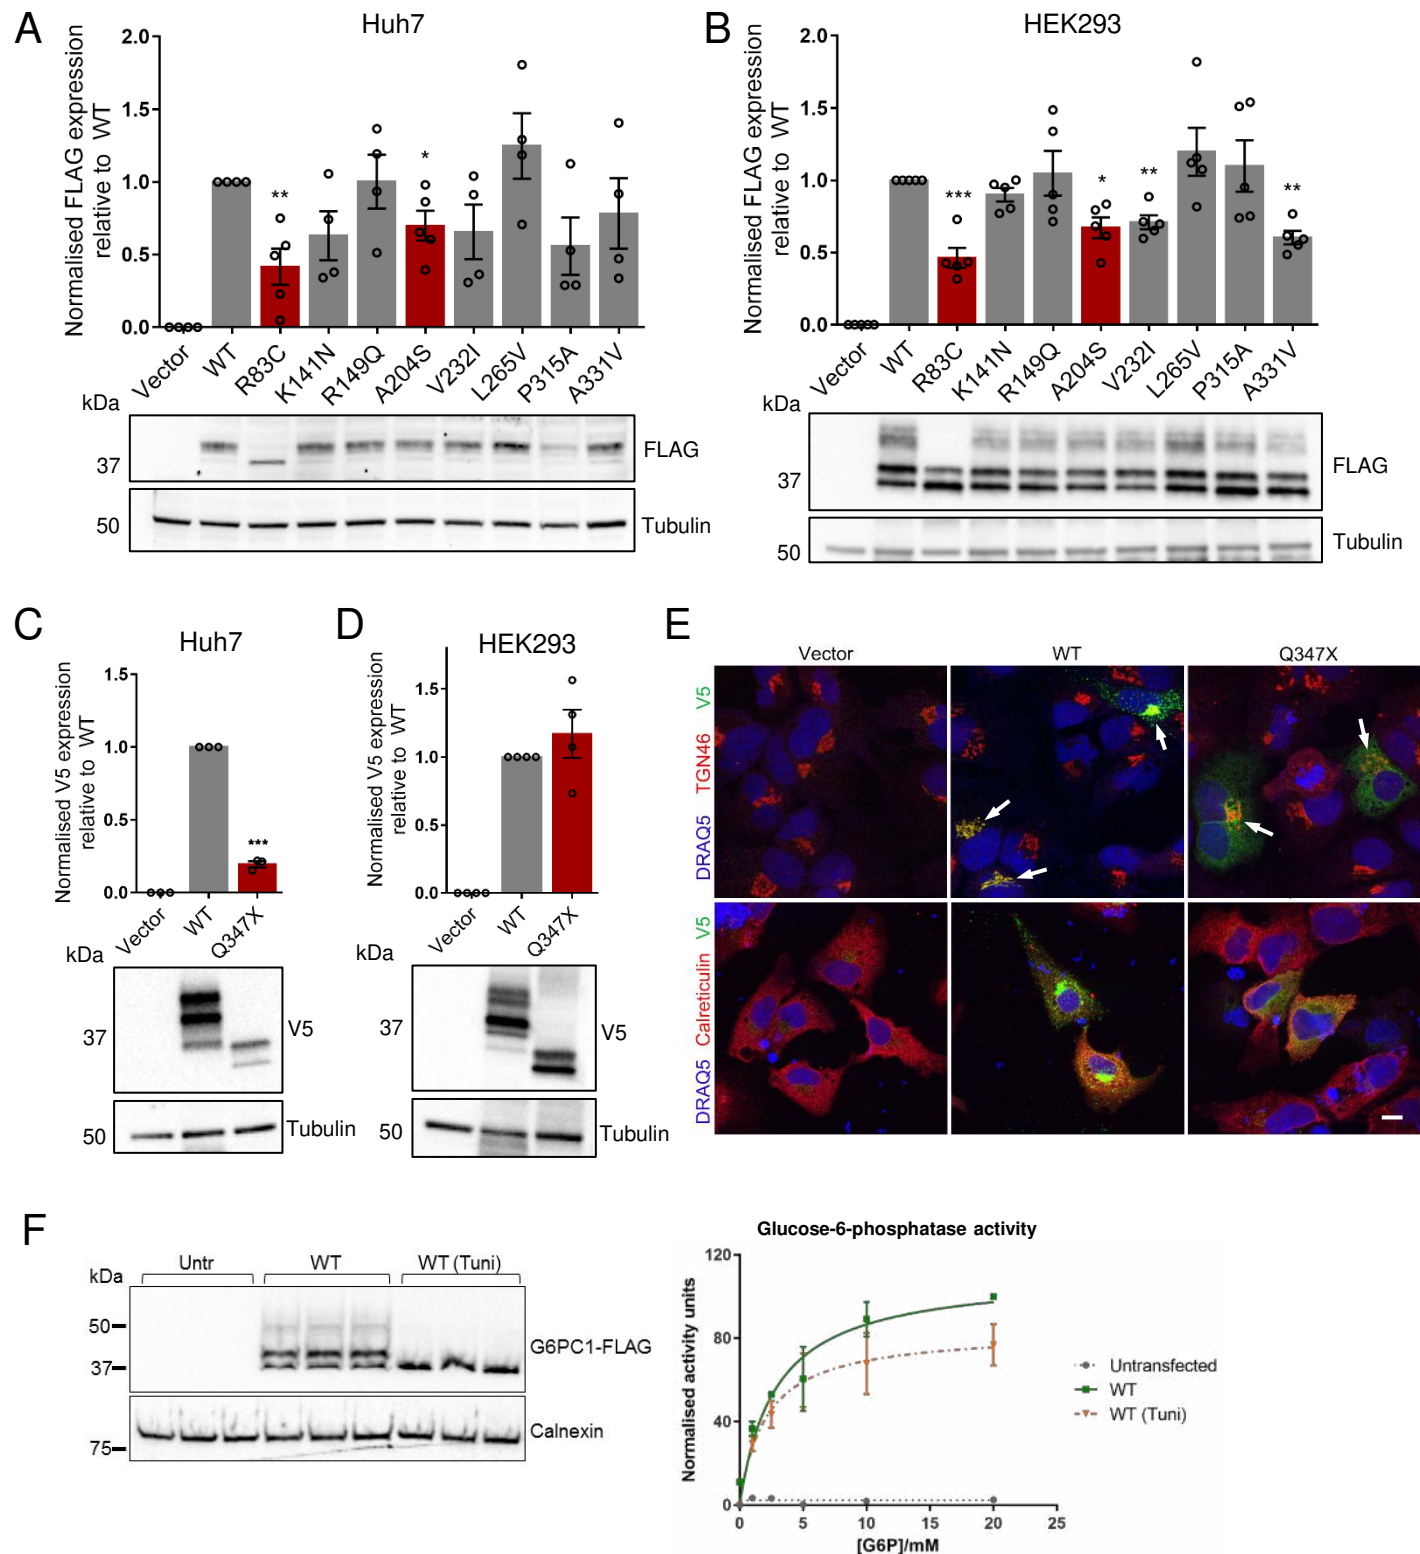 A
Huh7
Normalised FLAG expression
relative to WT
2.0
1.5
1.0
0.5
0.0
**
*
Vector
WT
R83C
K141N
R149Q
A204S
V232I
L265V
P315A
A331V
kDa
37
FLAG
50
Tubulin
B
HEK293
Normalised FLAG expression
relative to WT
2.0
1.5
1.0
0.5
0.0
***
*
**
**
Vector
WT
R83C
K141N
R149Q
A204S
V232I
L265V
P315A
A331V
kDa
37
FLAG
50
Tubulin
C
Huh7
Normalised V5 expression
relative to WT
1.5
1.0
0.5
0.0
***
Vector
WT
Q347X
kDa
37
V5
50
Tubulin
D
HEK293
Normalised V5 expression
relative to WT
1.5
1.0
0.5
0.0
Vector
WT
Q347X
kDa
37
V5
50
Tubulin
E
Vector
WT
Q347X
DRAQ5 TGN46 V5
DRAQ5 Calreticulin V5
F
kDa
Untr
WT
WT (Tuni)
50
37
G6PC1-FLAG
75
Calnexin
Glucose-6-phosphatase activity
Normalised activity units
120
80
40
0
0
5
10
15
20
25
[G6P]/mM
Untransfected
WT
WT (Tuni)